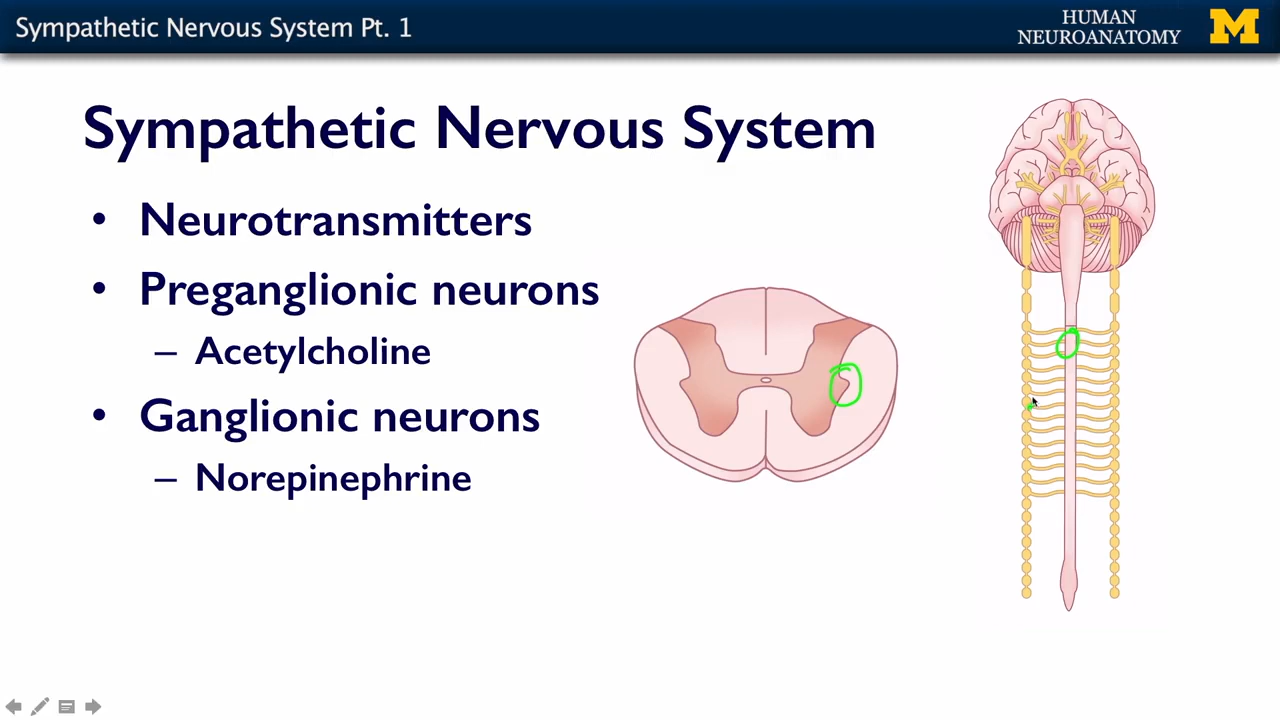 Sympathetic Nervous System Pt. 1
HUMAN
NEUROANATOMY
M
Sympathetic Nervous System
• Neurotransmitters
• Preganglionic neurons
– Acetylcholine
• Ganglionic neurons
– Norepinephrine